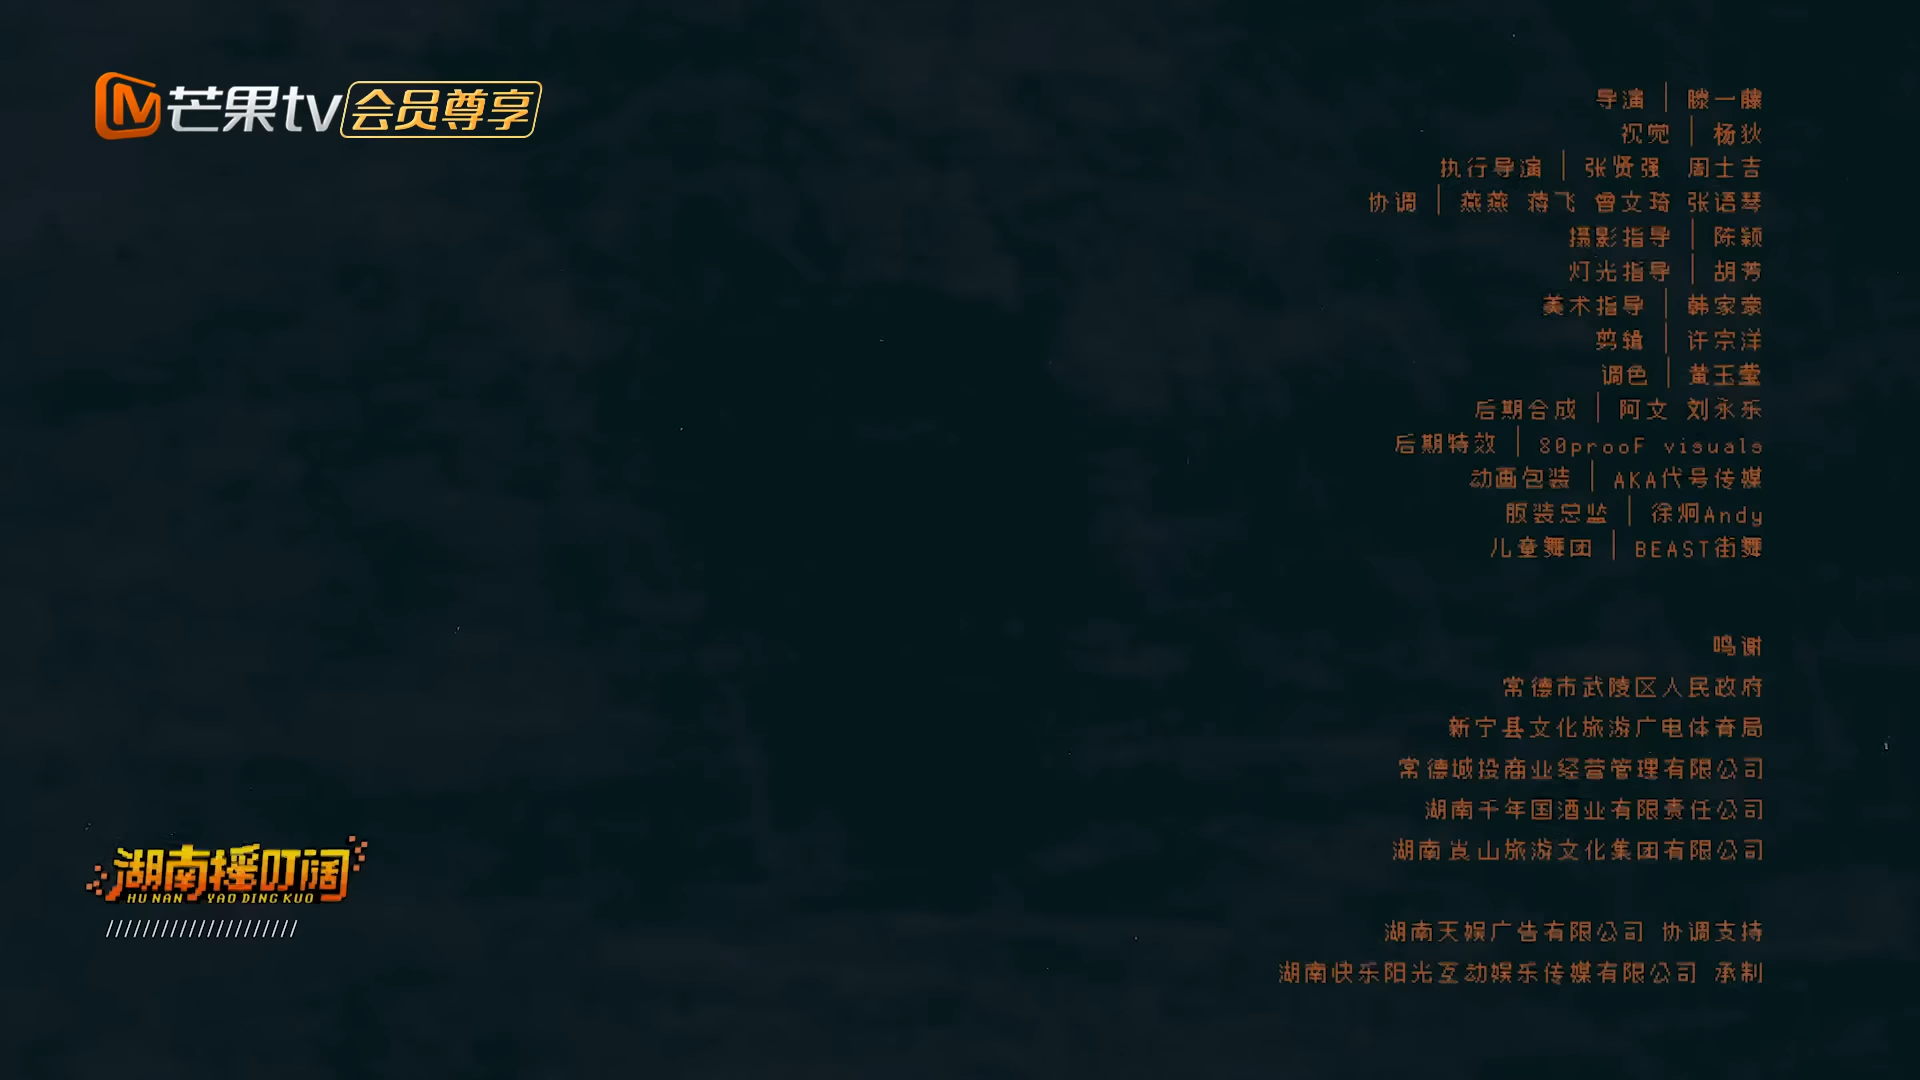 芒果tv 会员尊享
导演 | 滕一藤
视觉 | 杨狄
执行导演 | 张贤强 周士吉
协调 | 燕燕 蒋飞 曾文琦 张语琴
摄影指导 | 陈颖
灯光指导 | 胡芳
美术指导 | 韩家豪
剪辑 | 许宗洋
调色 | 黄玉莹
后期合成 | 阿文 刘永乐
后期特效 | 80prooF visuals
动画包装 | AKA代号传媒
服装总监 | 徐炯Andy
儿童舞团 | BEAST街舞
鸣谢
常德市武陵区人民政府
新宁县文化旅游广电体育局
常德城投商业经营管理有限公司
湖南千年国酒业有限责任公司
湖南崀山旅游文化集团有限公司
湖南天娱广告有限公司 协调支持
湖南快乐阳光互动娱乐传媒有限公司 承制
湖南摇叮阔
HU NAN YAO DING KUO
/////////////////////